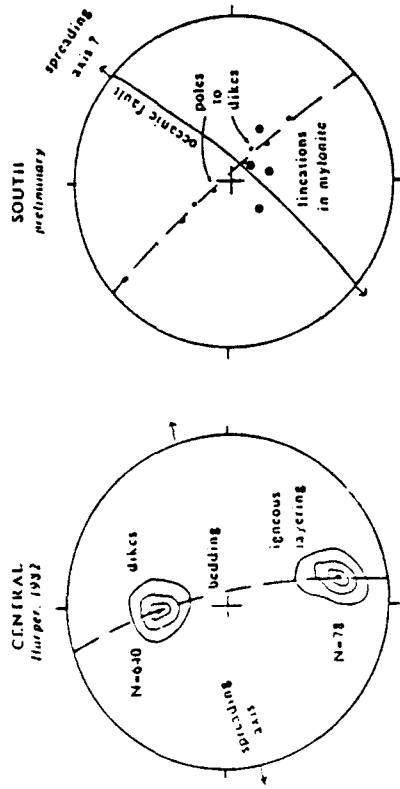 CENTRAL
Harper, 1982
N=640
dikes
bedding
spreading
axis
igneous
layering
N=78
SOUTH
preliminary
spreading
axis ?
oceanic fault
poles
to
dikes
lineations
in mylonite